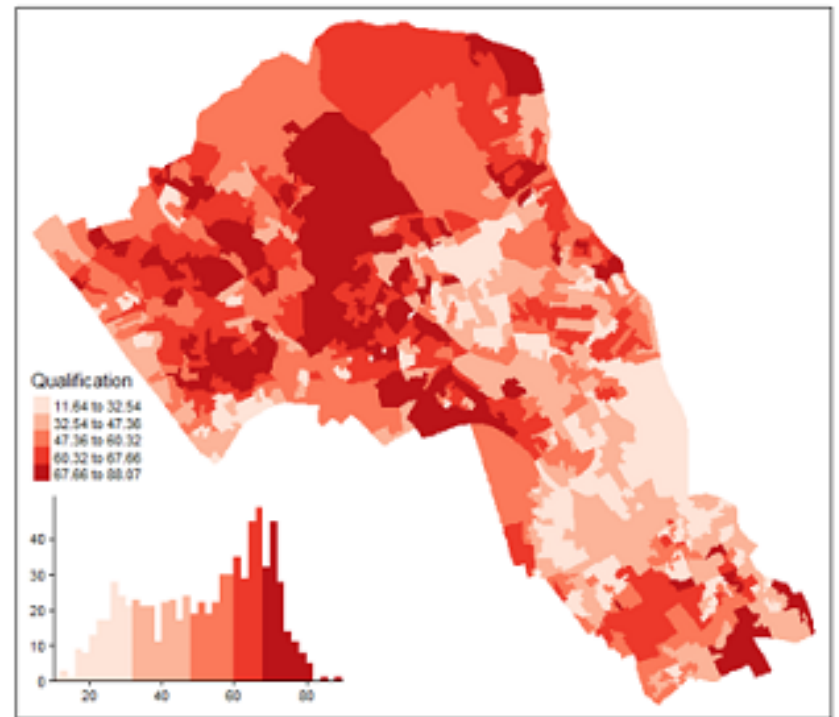 Qualification
11.64 to 32.54
32.54 to 47.36
47.36 to 60.32
60.32 to 67.66
67.66 to 88.07
40
30
20
10
0
20 40 60 80